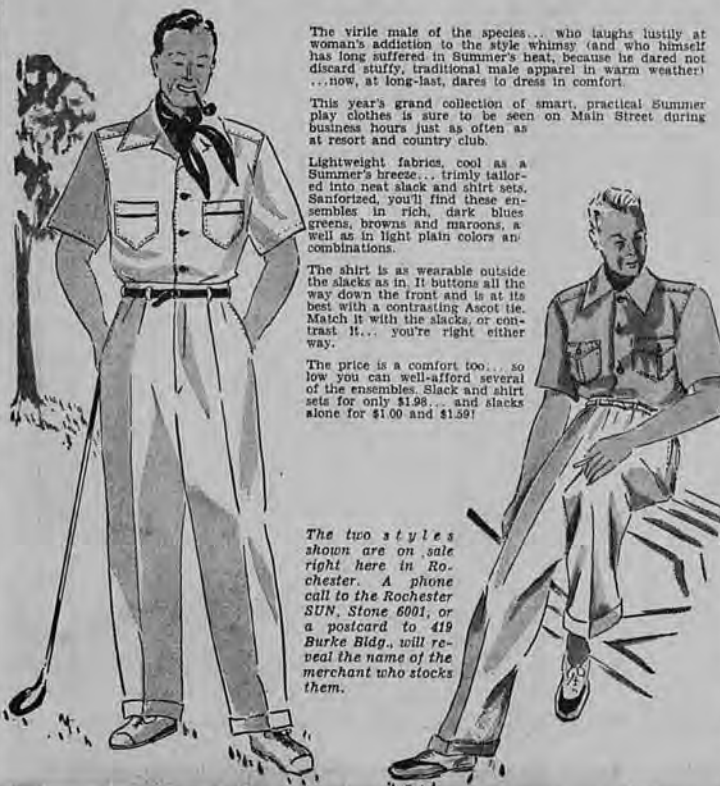 The virile male of the species... who laughs lustily at
woman's addiction to the style whimsy (and who himself
has long suffered in Summer's heat, because he dared not
discard stuffy, traditional male apparel in warm weather)
...now, at long-last, dares to dress in comfort.
This year's grand collection of smart, practical Summer
play clothes is sure to be seen on Main Street during
business hours just as often as
at resort and country club.
Lightweight fabrics, cool as a
Summer's breeze... trimly tailor-
ed into neat slack and shirt sets.
Sanforized, you'll find these en-
sembles in rich, dark blues
greens, browns and maroons, a
well as in light plain colors an
combinations.
The shirt is as wearable outside
the slacks as in. It buttons all the
way down the front and is at its
best with a contrasting Ascot tie.
Match it with the slacks, or con-
trast it... you're right either
way.
The price is a comfort too... so
low you can well-afford several
of the ensembles. Slack and shirt
sets for only $1.98... and slacks
alone for $1.00 and $1.59!
The two styles
shown are on sale
right here in Ro-
chester. A phone
call to the Rochester
SUN, Stone 6001, or
a postcard to 419
Burke Bldg., will re-
veal the name of the
merchant who stocks
them.